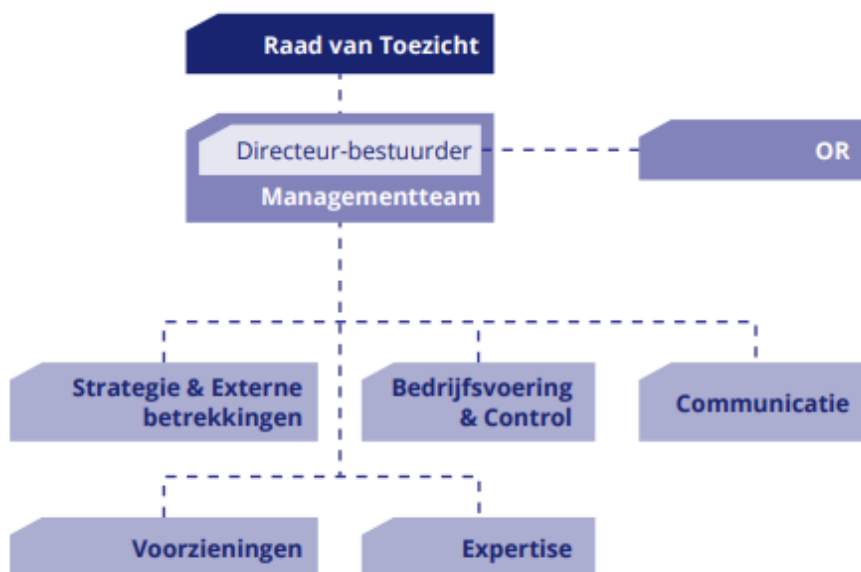 Raad van Toezicht
Directeur-bestuurder
OR
Managementteam
Strategie & Externe
betrekkingen
Bedrijfsvoering
& Control
Communicatie
Voorzieningen
Expertise